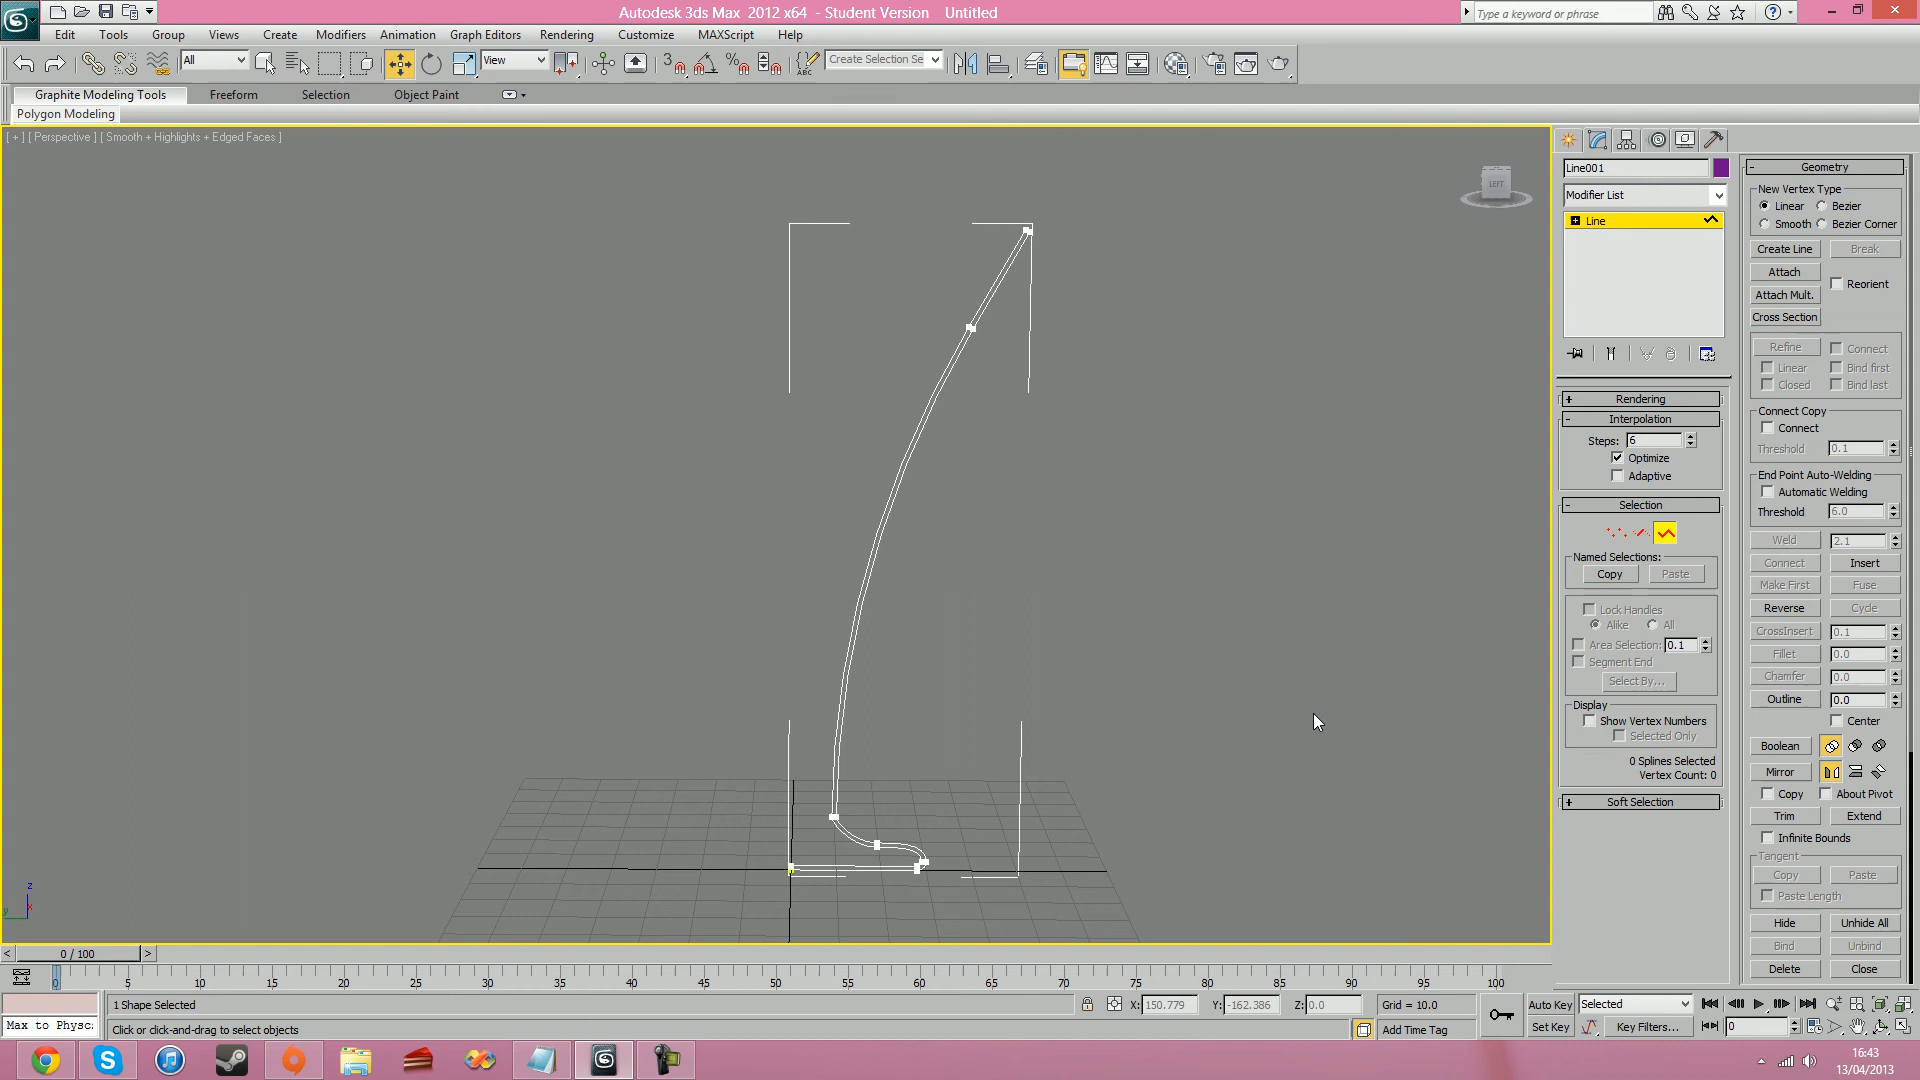 Autodesk 3ds Max 2012 x64 - Student Version Untitled
Type a keyword or phrase
Edit Tools Group Views Create Modifiers Animation Graph Editors Rendering Customize MAXScript Help
All View Create Selection Se
Graphite Modeling Tools Freeform Selection Object Paint
Polygon Modeling
[ + ] [ Perspective ] [ Smooth + Highlights + Edged Faces ]
LEFT
Line001
Modifier List
Line
Rendering
Interpolation
Steps: 6
Optimize
Adaptive
Selection
Named Selections:
Copy Paste
Lock Handles
Alike All
Area Selection: 0.1
Segment End
Select By...
Display
Show Vertex Numbers
Selected Only
0 Splines Selected
Vertex Count: 0
Soft Selection
Geometry
New Vertex Type
Linear Bezier
Smooth Bezier Corner
Create Line Break
Attach
Reorient
Attach Mult.
Cross Section
Refine Connect
Linear Bind first
Closed Bind last
Connect Copy
Connect
Threshold 0.1
End Point Auto-Welding
Automatic Welding
Threshold 6.0
Weld 2.1
Connect Insert
Make First Fuse
Reverse Cycle
CrossInsert 0.1
Fillet 0.0
Chamfer 0.0
Outline 0.0
Center
Boolean
Mirror
Copy About Pivot
Trim Extend
Infinite Bounds
Tangent
Copy Paste
Paste Length
Hide Unhide All
Bind Unbind
Delete Close
z
x
y
< 0 / 100 >
0 5 10 15 20 25 30 35 40 45 50 55 60 65 70 75 80 85 90 95 100
1 Shape Selected X: 150.779 Y: -162.386 Z: 0.0 Grid = 10.0 Auto Key Selected
Max to Physc: Click or click-and-drag to select objects Add Time Tag Set Key Key Filters... 0
16:43
13/04/2013